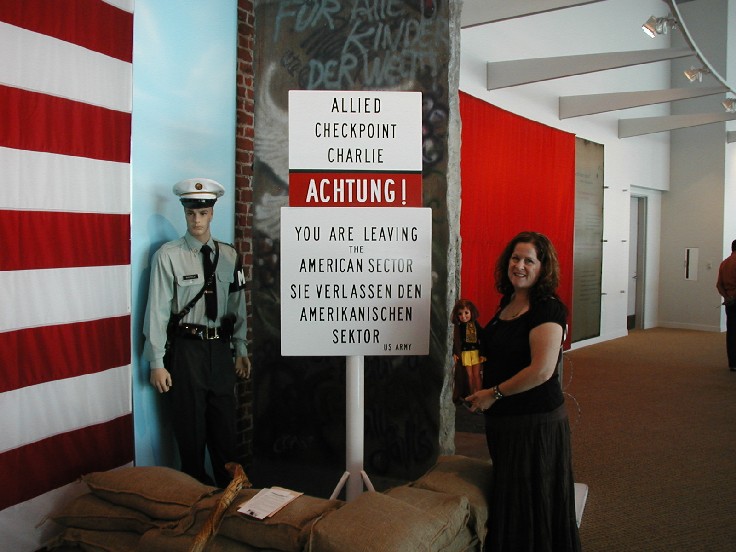 FÜR ALLE
KINDER
DER WELT
ALLIED
CHECKPOINT
CHARLIE
ACHTUNG!
YOU ARE LEAVING
THE
AMERICAN SECTOR
SIE VERLASSEN DEN
AMERIKANISCHEN
SEKTOR
US ARMY